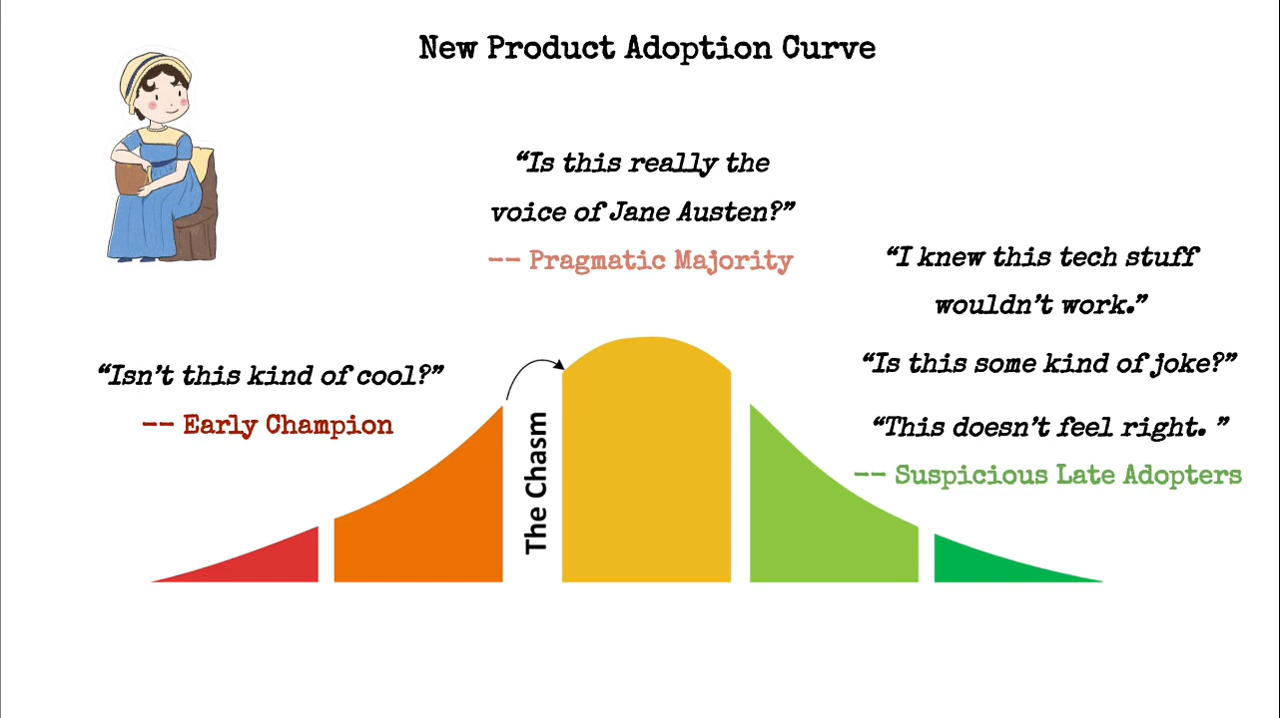 New Product Adoption Curve
“Is this really the
voice of Jane Austen?”
-- Pragmatic Majority
“I knew this tech stuff
wouldn’t work.”
“Is this some kind of joke?”
“This doesn’t feel right. ”
-- Suspicious Late Adopters
“Isn’t this kind of cool?”
-- Early Champion
The Chasm